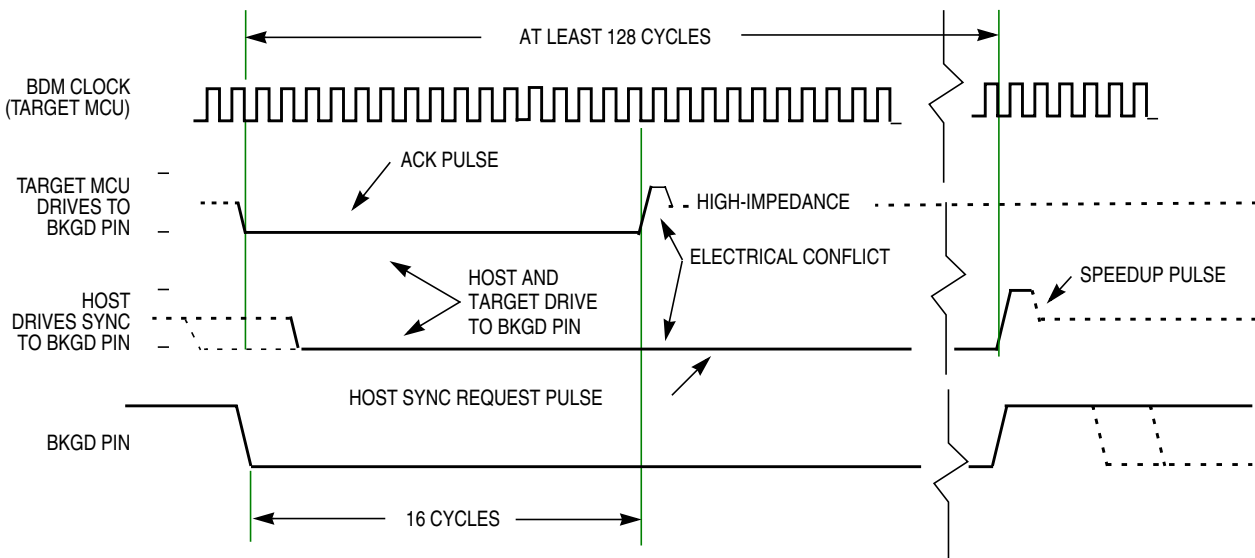 AT LEAST 128 CYCLES
BDM CLOCK
(TARGET MCU)
ACK PULSE
TARGET MCU
DRIVES TO
BKGD PIN
HIGH-IMPEDANCE
ELECTRICAL CONFLICT
HOST AND
TARGET DRIVE
TO BKGD PIN
SPEEDUP PULSE
HOST
DRIVES SYNC
TO BKGD PIN
HOST SYNC REQUEST PULSE
BKGD PIN
16 CYCLES